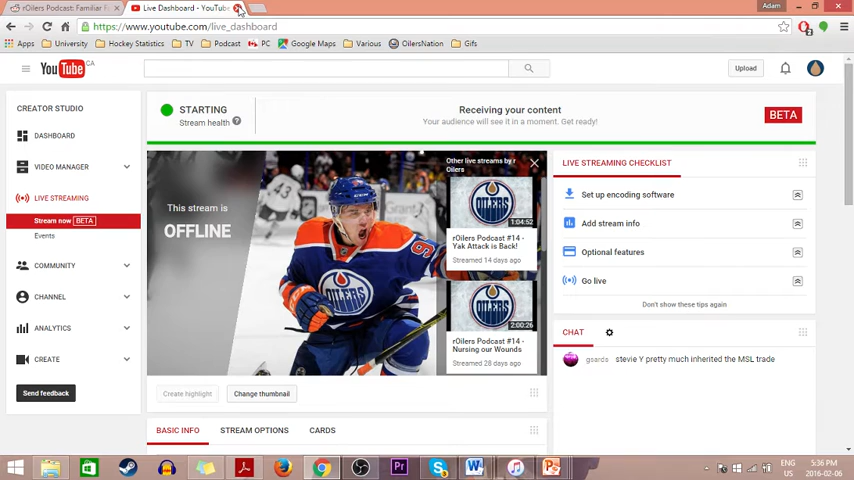 rOilers Podcast: Familiar F
Live Dashboard - YouTube
Adam
https://www.youtube.com/live_dashboard
Apps University Hockey Statistics TV Podcast PC Google Maps Various OilersNation Gifs
YouTube CA
Upload
CREATOR STUDIO
DASHBOARD
VIDEO MANAGER
LIVE STREAMING
Stream now BETA
Events
COMMUNITY
CHANNEL
ANALYTICS
CREATE
Send feedback
STARTING
Stream health ?
Receiving your content
Your audience will see it in a moment. Get ready!
BETA
This stream is
OFFLINE
43
9
OILERS
Other live streams by r
Oilers
OILERS
1:04:52
rOilers Podcast #14 -
Yak Attack is Back!
Streamed 14 days ago
OILERS
2:00:26
rOilers Podcast #14 -
Nursing our Wounds
Streamed 28 days ago
Create highlight
Change thumbnail
BASIC INFO STREAM OPTIONS CARDS
LIVE STREAMING CHECKLIST
Set up encoding software
Add stream info
Optional features
Go live
Don't show these tips again
CHAT
gsards stevie Y pretty much inherited the MSL trade
ENG
US
5:36 PM
2016-02-06